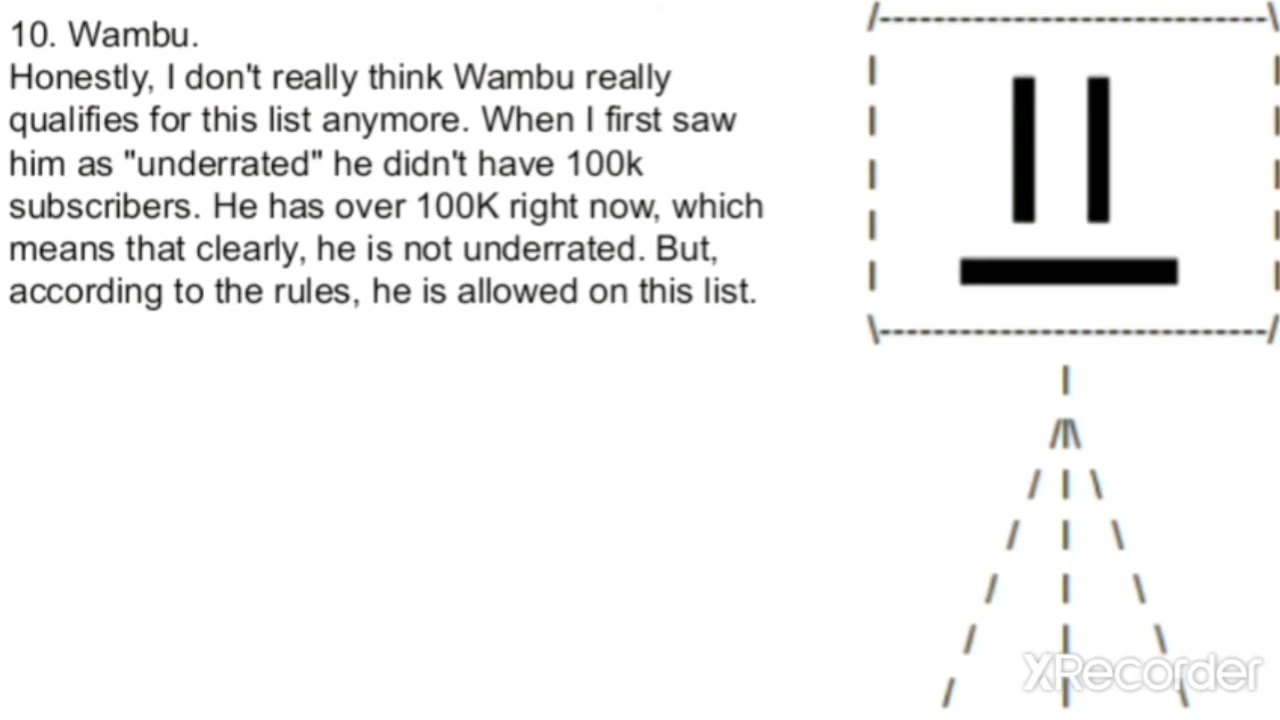 10. Wambu.
Honestly, I don't really think Wambu really
qualifies for this list anymore. When I first saw
him as "underrated" he didn't have 100k
subscribers. He has over 100K right now, which
means that clearly, he is not underrated. But,
according to the rules, he is allowed on this list.
XRecorder